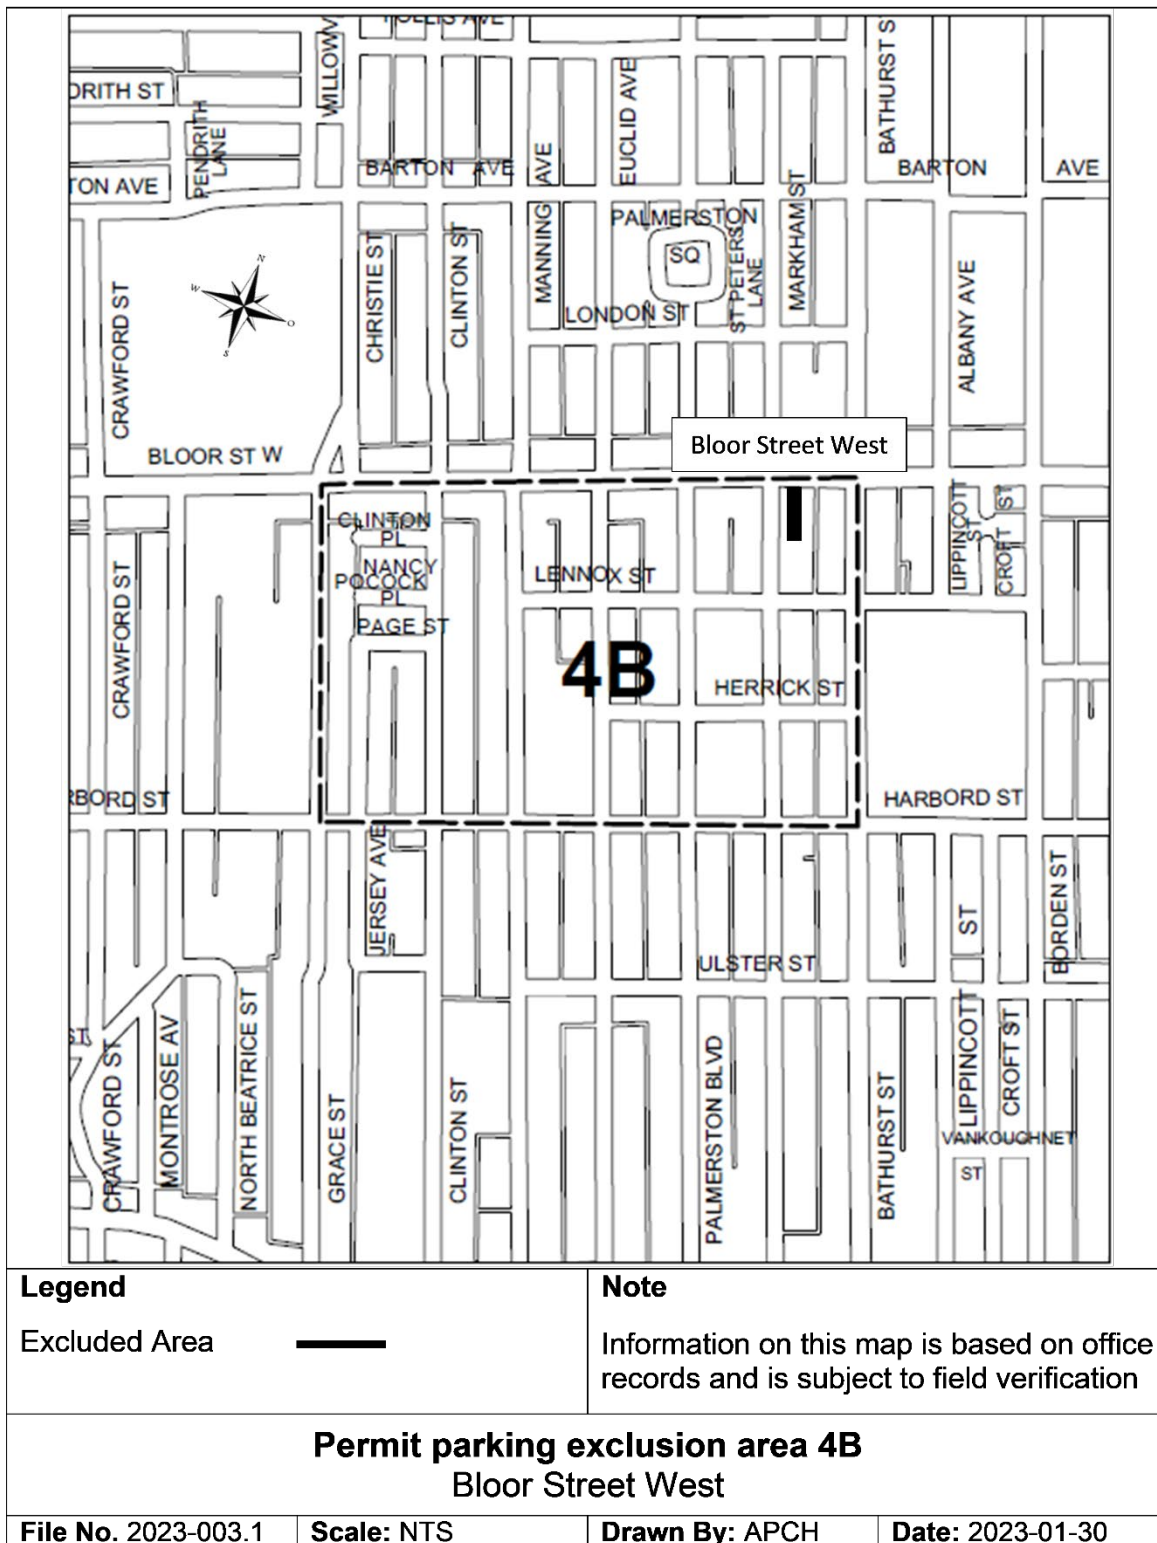 HOLLIS AVE
WILLOWV
BATHURST S
DRITH ST
PENDRITH
LANE
EUCLID AVE
BARTON AVE
MANNING AVE
BARTON AVE
TON AVE
MARKHAM ST
PALMERSTON
SQ
ST PETERS
LANE
N
W
O
S
CRAWFORD ST
CHRISTIE ST
CLINTON ST
LONDON ST
ALBANY AVE
BLOOR ST W
Bloor Street West
CLINTON
PL
NANCY
POCOCK
PL
LENNOX ST
LIPPINCOTT
ST
CROFT ST
CRAWFORD ST
PAGE ST
4B
HERRICK ST
RBORD ST
HARBORD ST
JERSEY AVE
BORDEN ST
ULSTER ST
LIPPINCOTT ST
ST
CRAWFORD ST
MONTROSE AV
NORTH BEATRICE ST
GRACE ST
CLINTON ST
PALMERSTON BLVD
BATHURST ST
CROFT ST
VANKOUGHNET
ST
Legend
Excluded Area
Note
Information on this map is based on office
records and is subject to field verification
Permit parking exclusion area 4B
Bloor Street West
File No. 2023-003.1
Scale: NTS
Drawn By: APCH
Date: 2023-01-30